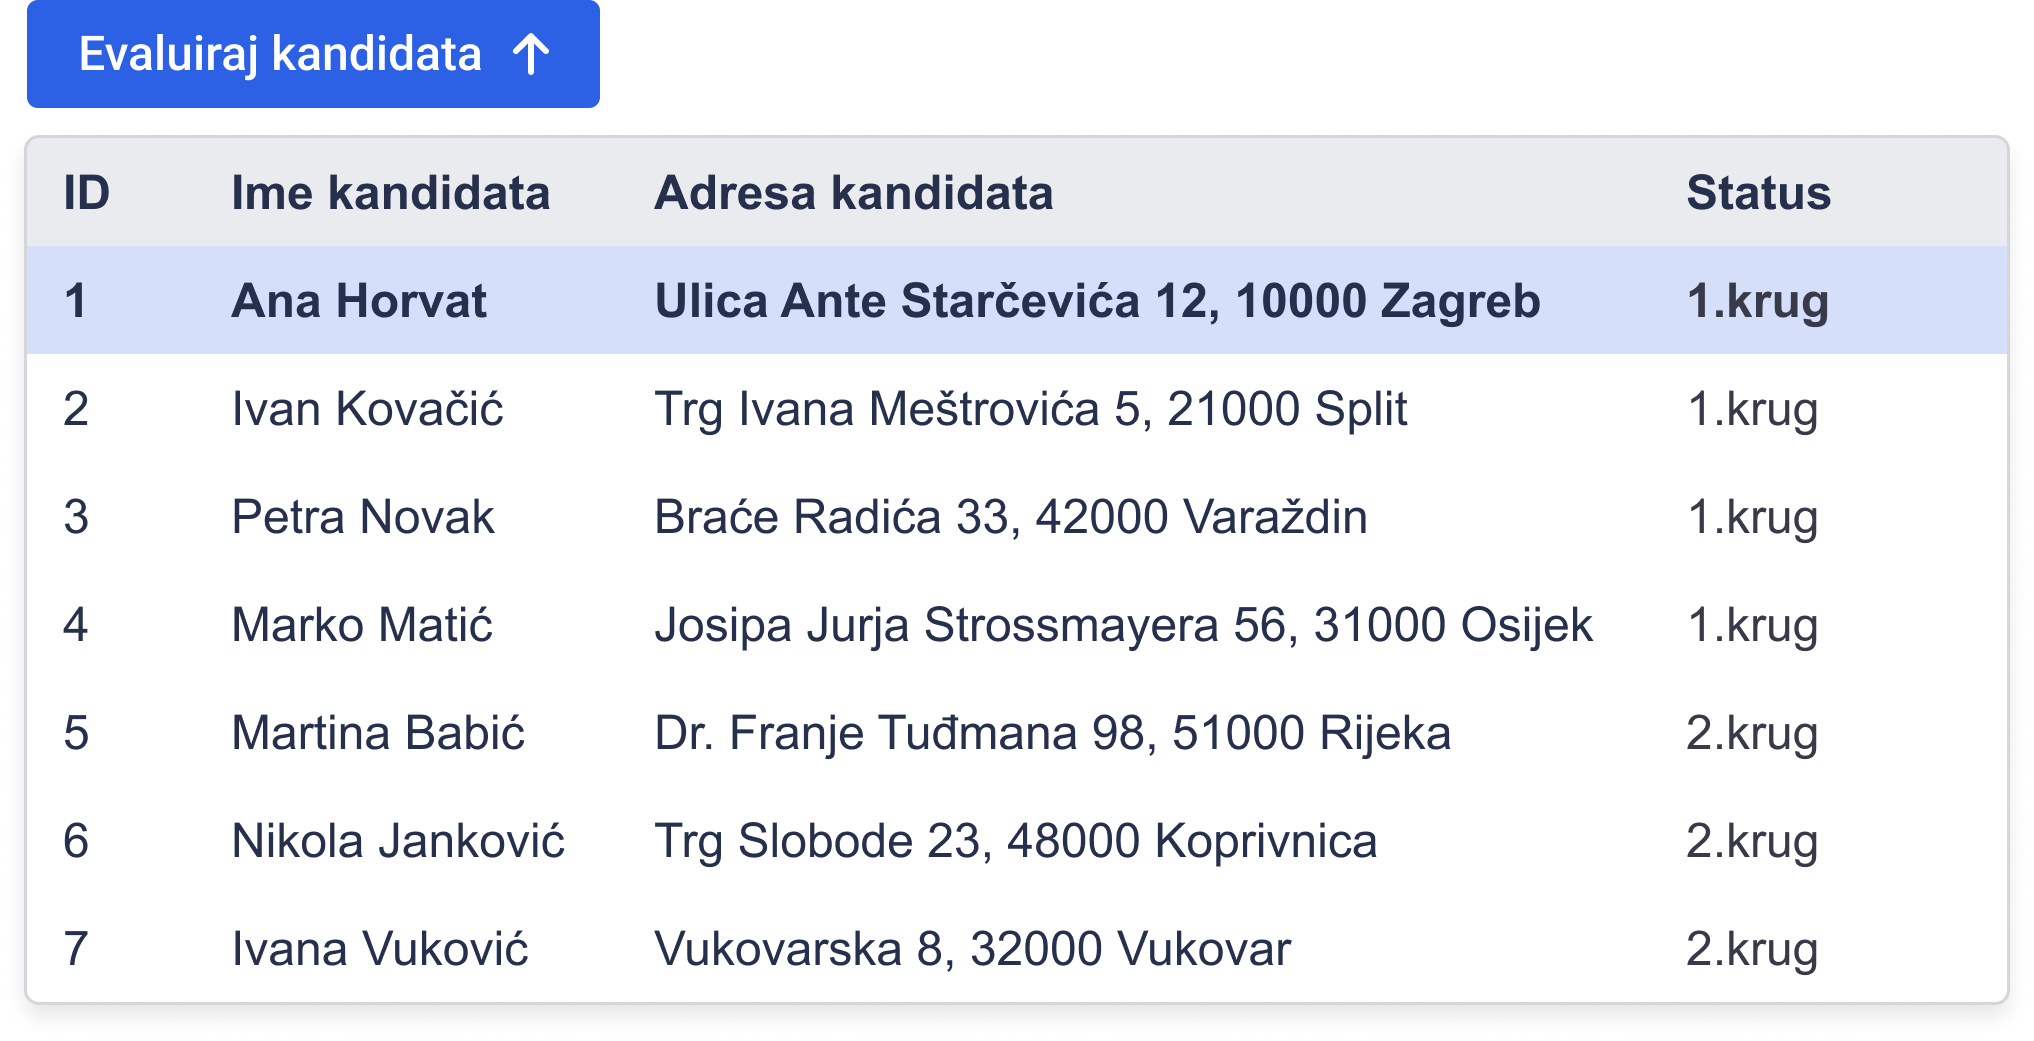 Evaluiraj kandidata
ID Ime kandidata Adresa kandidata Status
1 Ana Horvat Ulica Ante Starčevića 12, 10000 Zagreb 1.krug
2 Ivan Kovačić Trg Ivana Meštrovića 5, 21000 Split 1.krug
3 Petra Novak Braće Radića 33, 42000 Varaždin 1.krug
4 Marko Matić Josipa Jurja Strossmayera 56, 31000 Osijek 1.krug
5 Martina Babić Dr. Franje Tuđmana 98, 51000 Rijeka 2.krug
6 Nikola Janković Trg Slobode 23, 48000 Koprivnica 2.krug
7 Ivana Vuković Vukovarska 8, 32000 Vukovar 2.krug